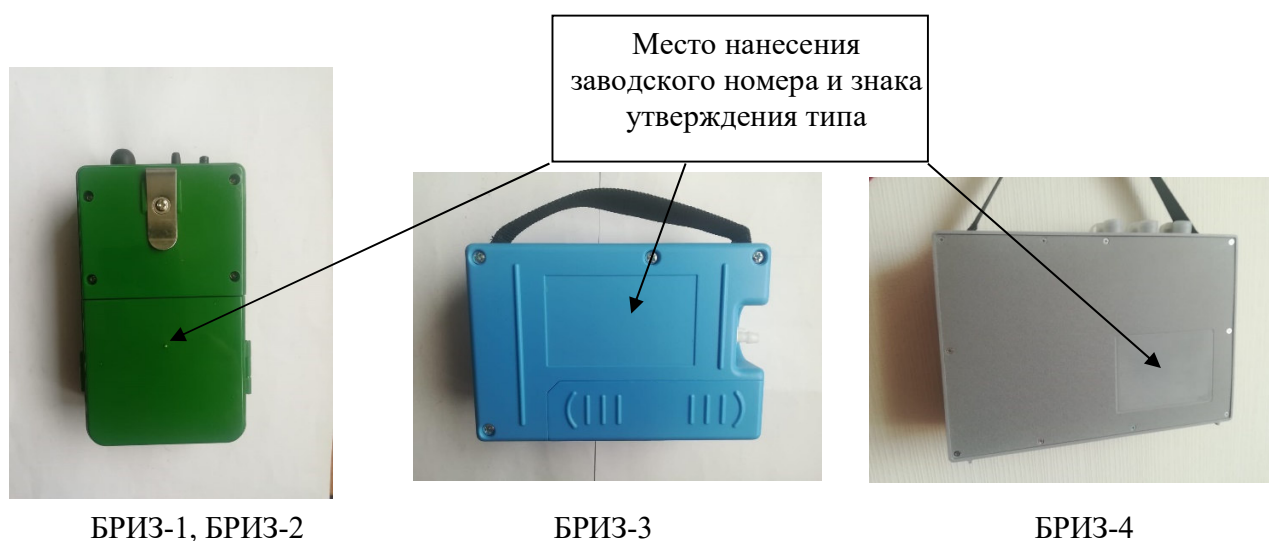 Место нанесения
заводского номера и знака
утверждения типа
БРИЗ-1, БРИЗ-2
БРИЗ-3
БРИЗ-4